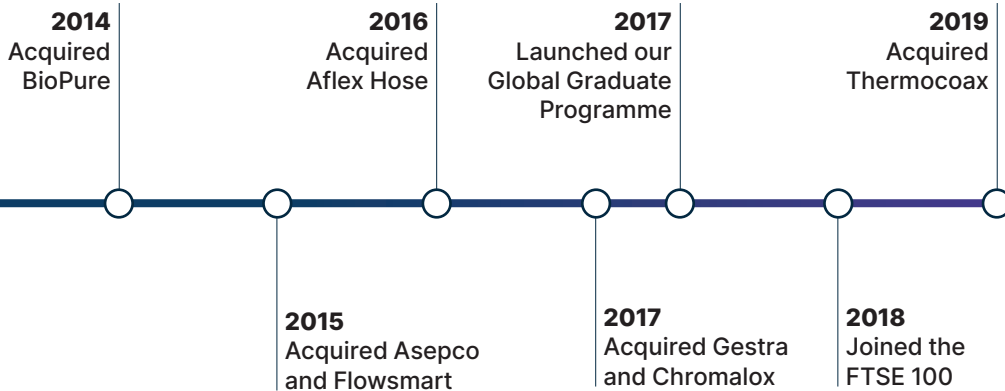 2014
Acquired
BioPure
2016
Acquired
Aflex Hose
2017
Launched our
Global Graduate
Programme
2019
Acquired
Thermocoax
2015
Acquired Asepco
and Flowsmart
2017
Acquired Gestra
and Chromalox
2018
Joined the
FTSE 100